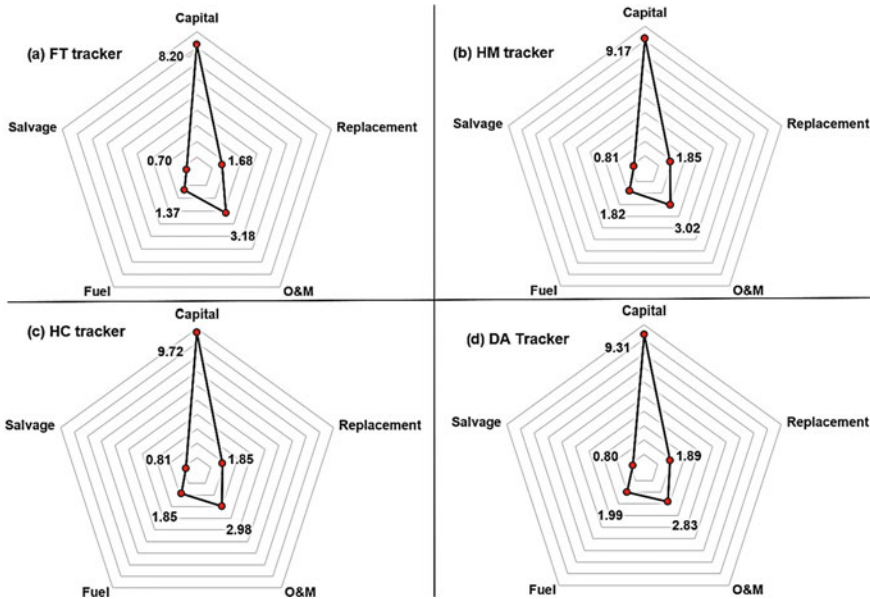 Capital
(a) FT tracker
8.20
Salvage
Replacement
0.70
1.68
1.37
3.18
Fuel
O&M
Capital
(b) HM tracker
9.17
Salvage
Replacement
0.81
1.85
1.82
3.02
Fuel
O&M
Capital
(c) HC tracker
9.72
Salvage
Replacement
0.81
1.85
1.85
2.98
Fuel
O&M
Capital
(d) DA Tracker
9.31
Salvage
Replacement
0.80
1.89
1.99
2.83
Fuel
O&M